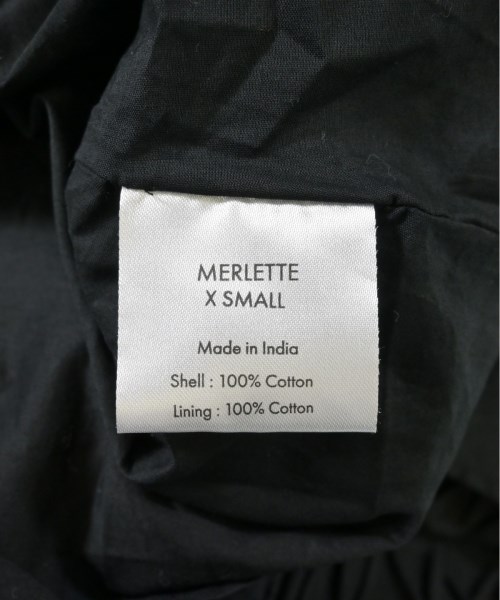 MERLETTE
X SMALL
Made in India
Shell : 100% Cotton
Lining : 100% Cotton